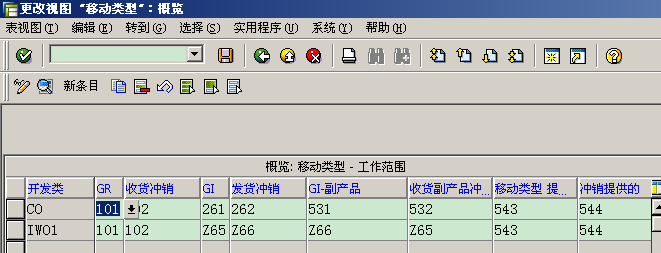 更改视图 "移动类型": 概览
表视图(T) 编辑(E) 转到(G) 选择(S) 实用程序(U) 系统(Y) 帮助(H)
新条目
概览: 移动类型 - 工作范围
开发类 GR 收货冲销 GI 发货冲销 GI-副产品 收货副产品冲... 移动类型 提... 冲销提供的
CO 101 102 261 262 531 532 543 544
IWO1 101 102 Z65 Z66 Z66 Z65 543 544